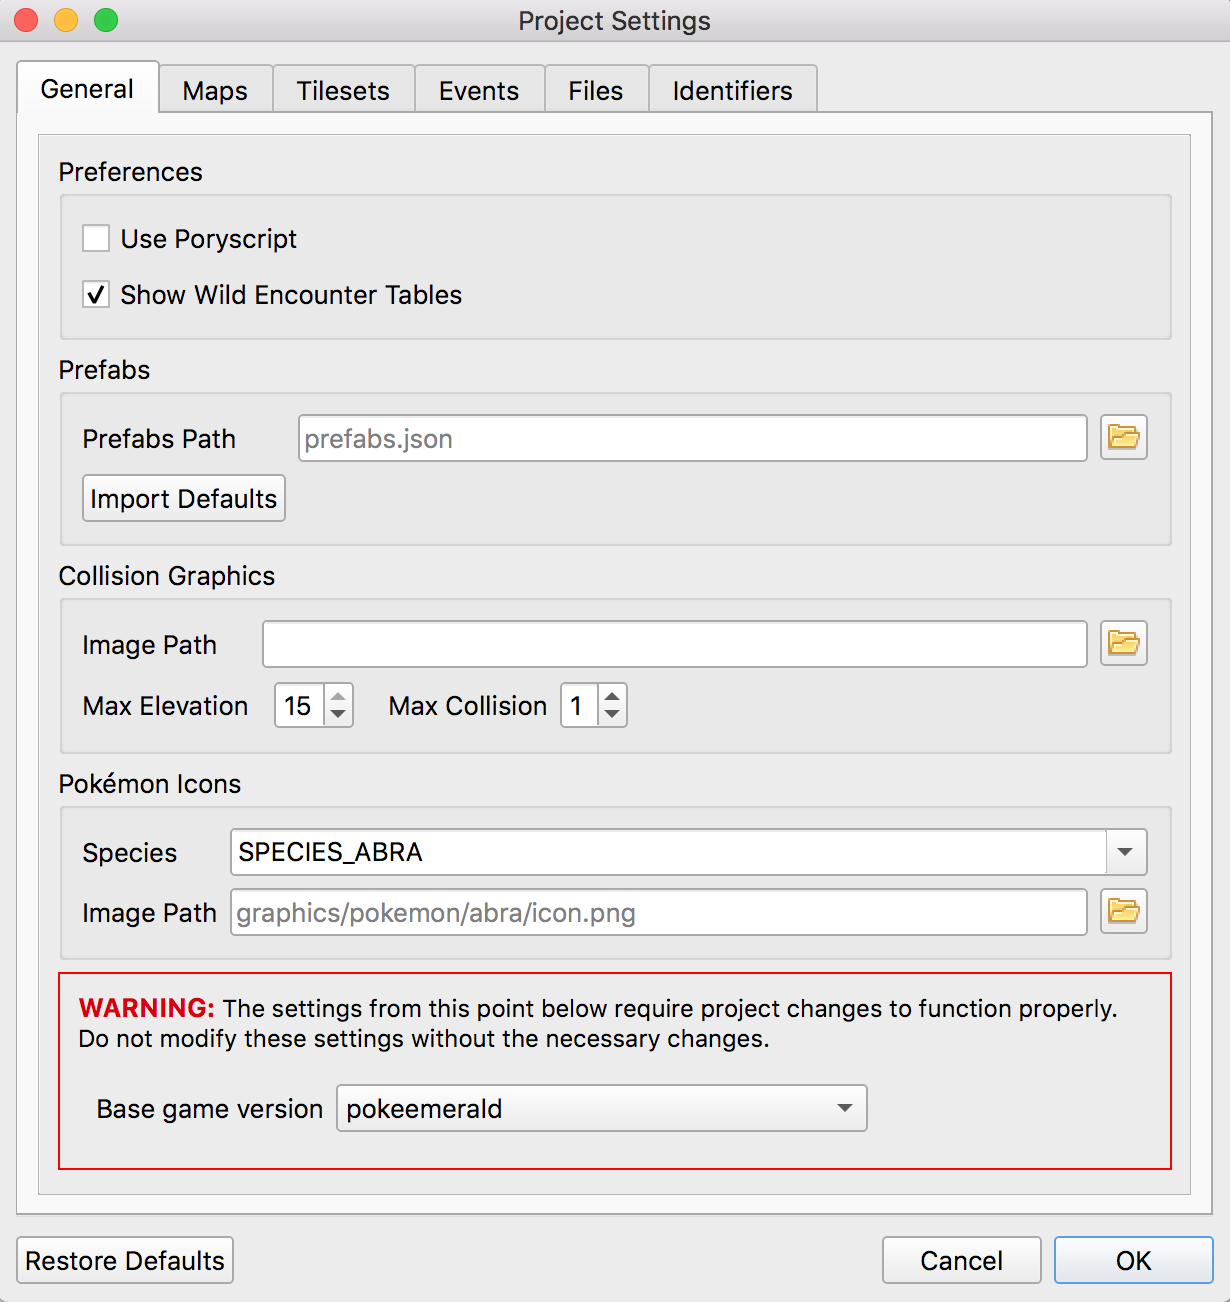 Project Settings
General
Maps
Tilesets
Events
Files
Identifiers
Preferences
Use Poryscript
Show Wild Encounter Tables
Prefabs
Prefabs Path
prefabs.json
Import Defaults
Collision Graphics
Image Path
Max Elevation
15
Max Collision
1
Pokémon Icons
Species
SPECIES_ABRA
Image Path
graphics/pokemon/abra/icon.png
WARNING: The settings from this point below require project changes to function properly.
Do not modify these settings without the necessary changes.
Base game version
pokeemerald
Restore Defaults
Cancel
OK